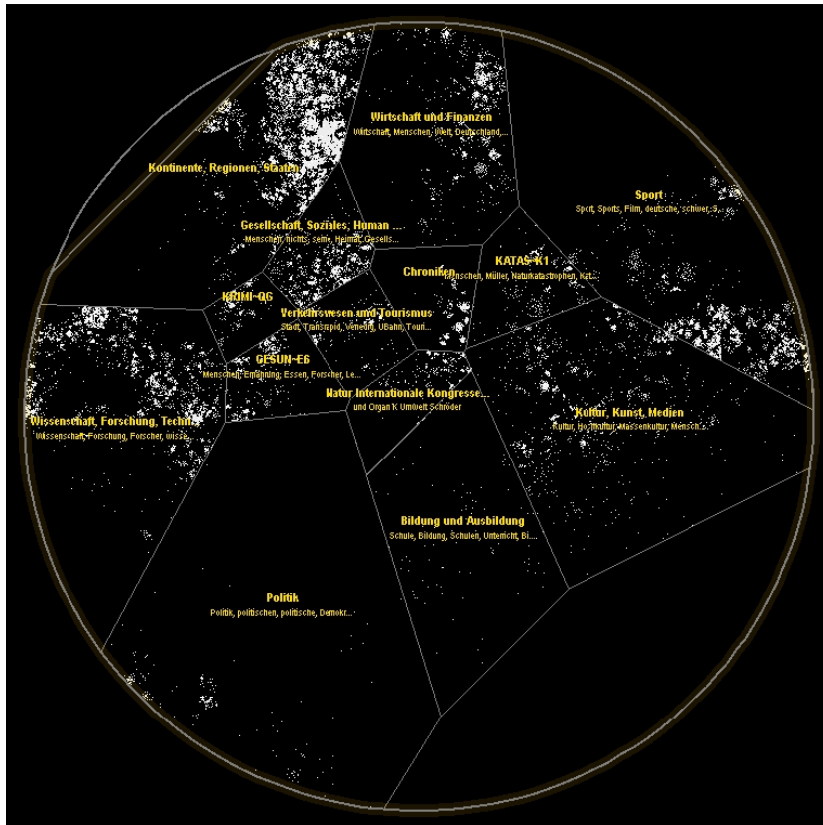 Wirtschaft und Finanzen
Wirtschaft, Menschen, Welt, Deutschland,...
Kontinente, Regionen, Staaten
Sport
Sport, Sports, Film, deutsche, schwer, S...
Gesellschaft, Soziales, Human ...
Menschen, nichts, seine, Heimat, Gesells...
KATAS-K1
Menschen, Müller, Naturkatastrophen, Kat...
Chroniken
KRIMI-Q6
Verkehrswesen und Tourismus
Stadt, Transrapid, Venedig, UBahn, Touri...
GESUN-E6
Menschen, Ernährung, Essen, Forscher, Le...
Natur Internationale Kongresse...
und Organ K Umwelt Schröder
Kultur, Kunst, Medien
Kultur, Hochkultur, Massenkultur, Mensch...
Wissenschaft, Forschung, Techn...
Wissenschaft, Forschung, Forscher, wisse...
Bildung und Ausbildung
Schule, Bildung, Schulen, Unterricht, Bi...
Politik
Politik, politischen, politische, Demokr...